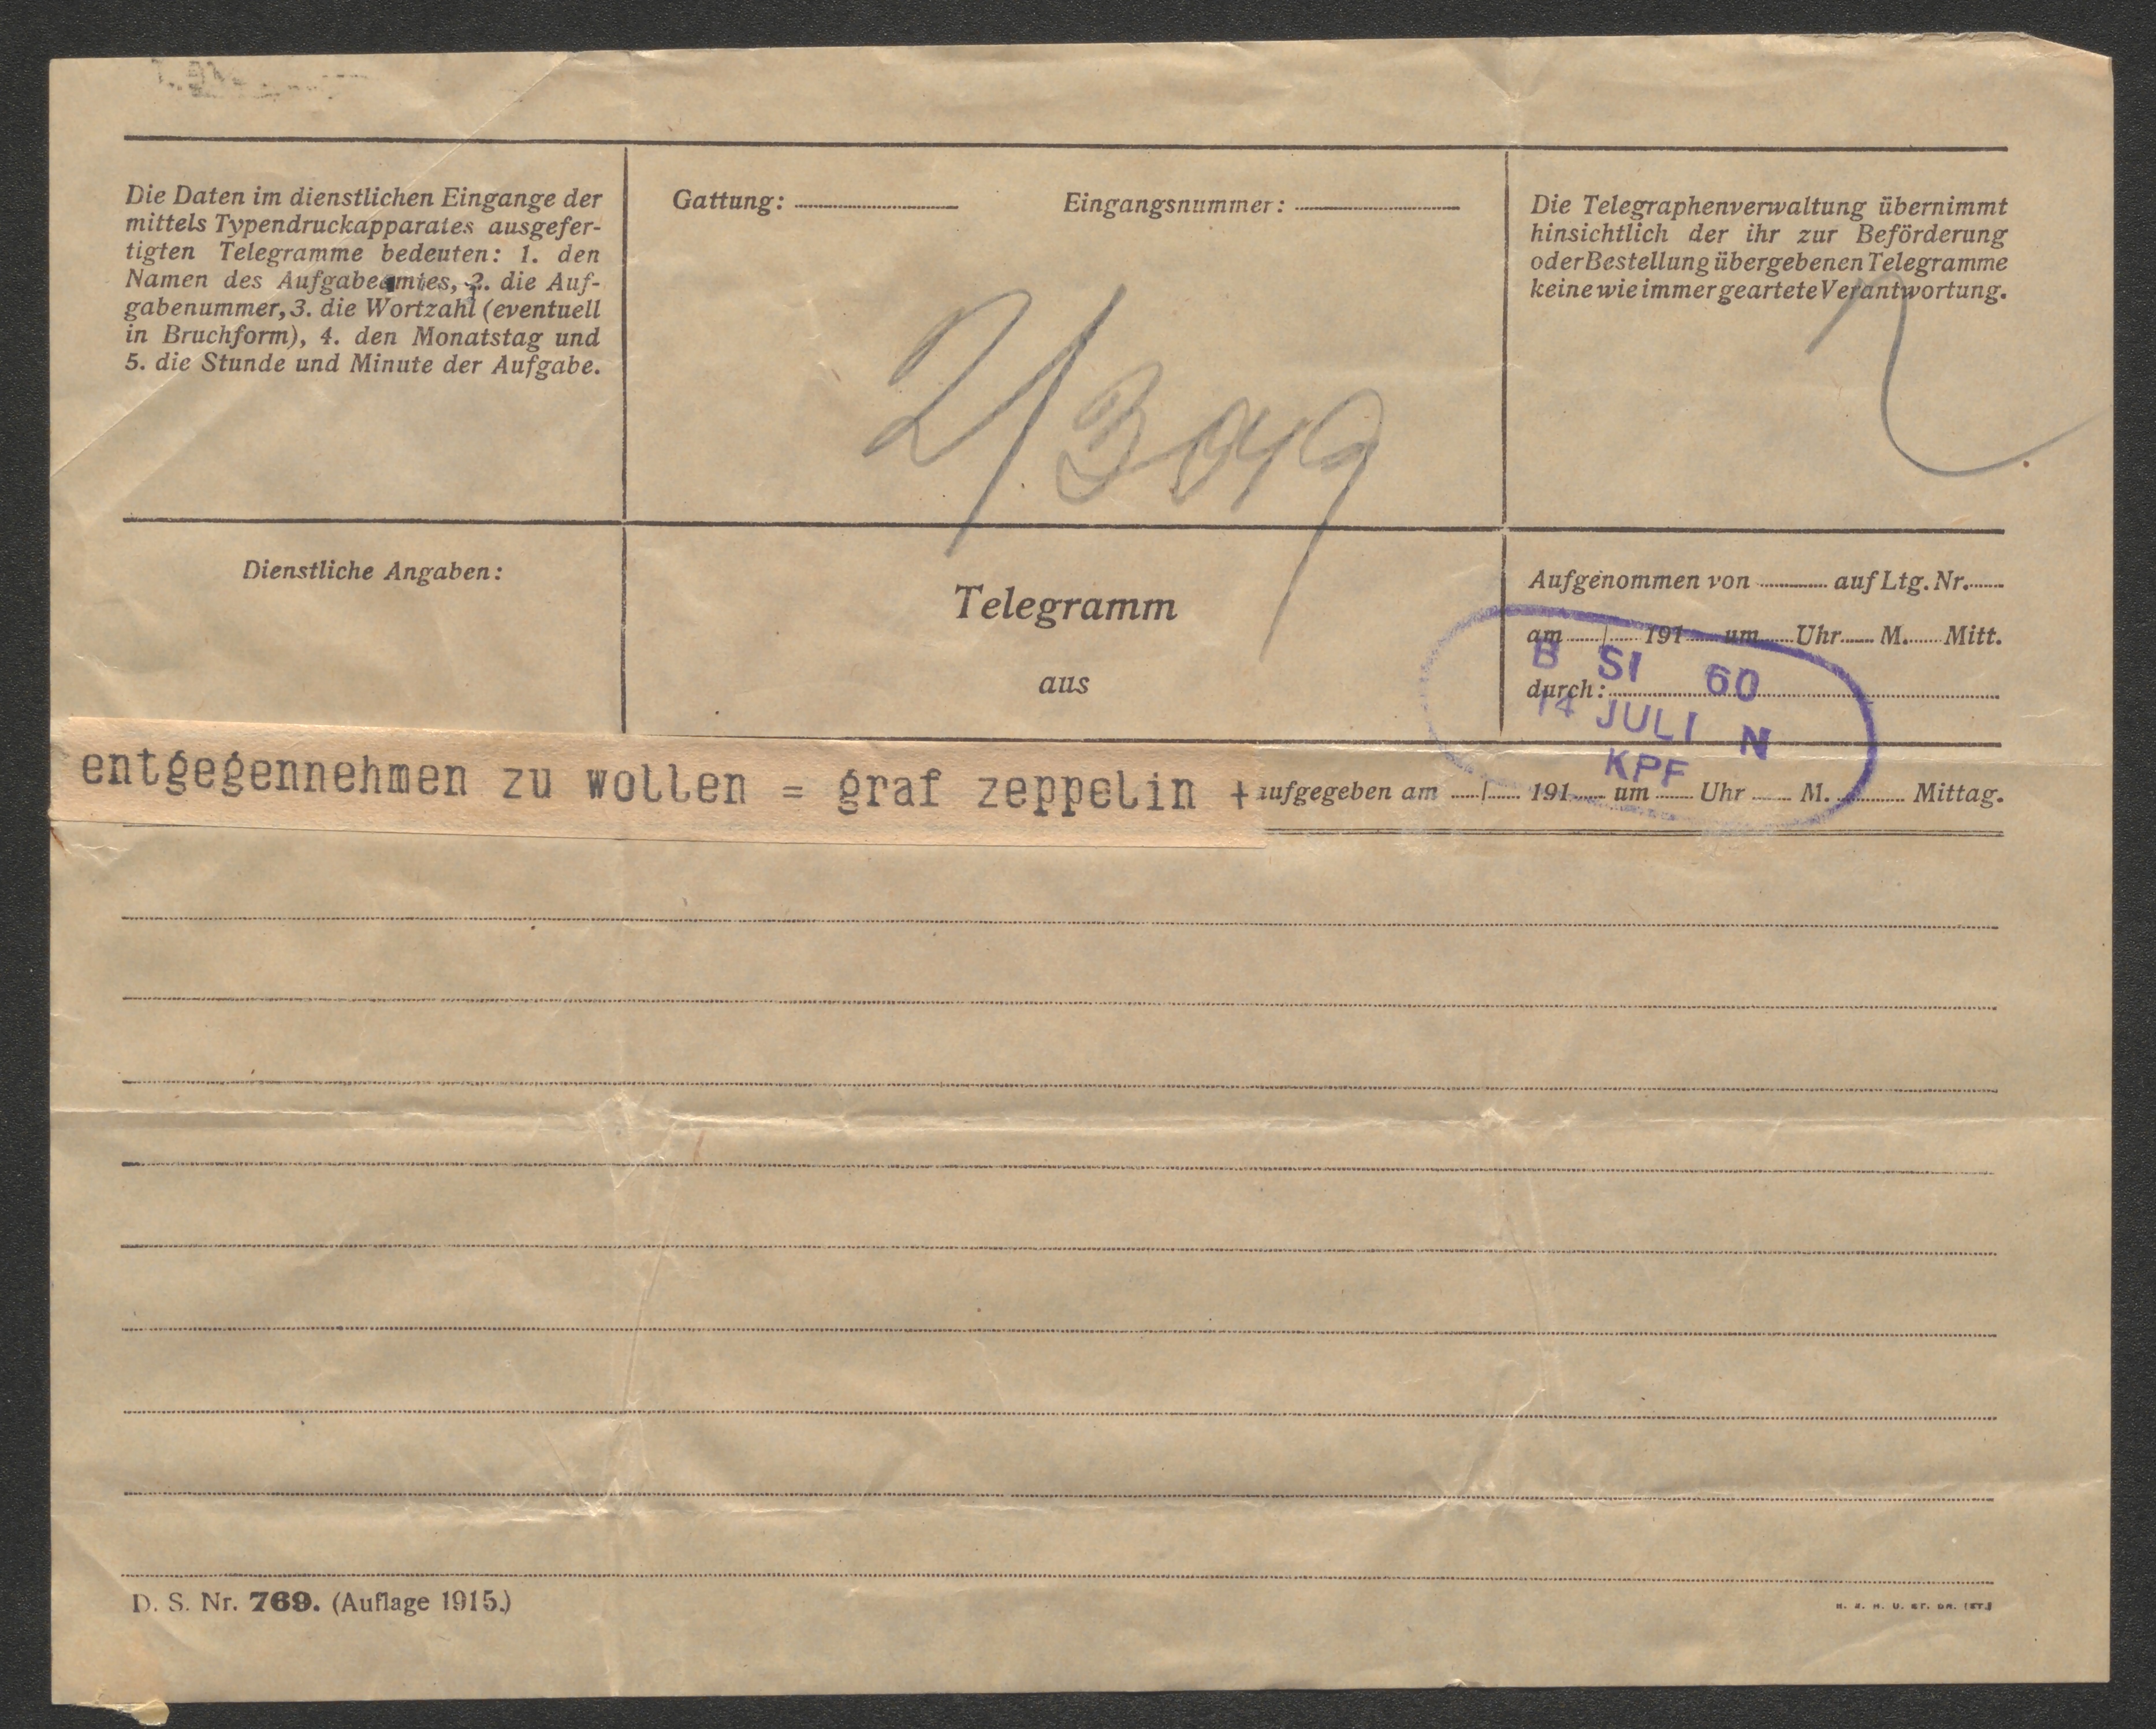 Die Daten im dienstlichen Eingange der
mittels Typendruckapparates ausgefer-
tigten Telegramme bedeuten: 1. den
Namen des Aufgabeamtes, 2. die Auf-
gabenummer, 3. die Wortzahl (eventuell
in Bruchform), 4. den Monatstag und
5. die Stunde und Minute der Aufgabe.
Gattung:
Eingangsnummer:
Die Telegraphenverwaltung übernimmt
hinsichtlich der ihr zur Beförderung
oder Bestellung übergebenen Telegramme
keine wie immer geartete Verantwortung.
Dienstliche Angaben:
Telegramm
aus
Aufgenommen von auf Ltg. Nr.
am 191 um Uhr M. Mitt.
durch:
B SI 60
14 JULI N
KPF
entgegennehmen zu wollen = graf zeppelin +
aufgegeben am 191 um Uhr M. Mittag.
D. S. Nr. 769. (Auflage 1915.)